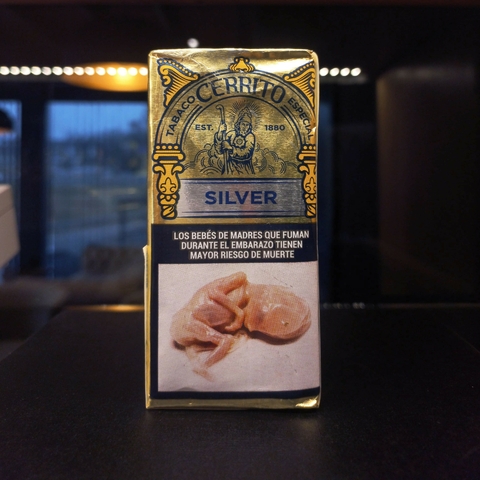 TABACO CERRITO ESPECIAL
EST. 1880
SILVER
LOS BEBÉS DE MADRES QUE FUMAN
DURANTE EL EMBARAZO TIENEN
MAYOR RIESGO DE MUERTE